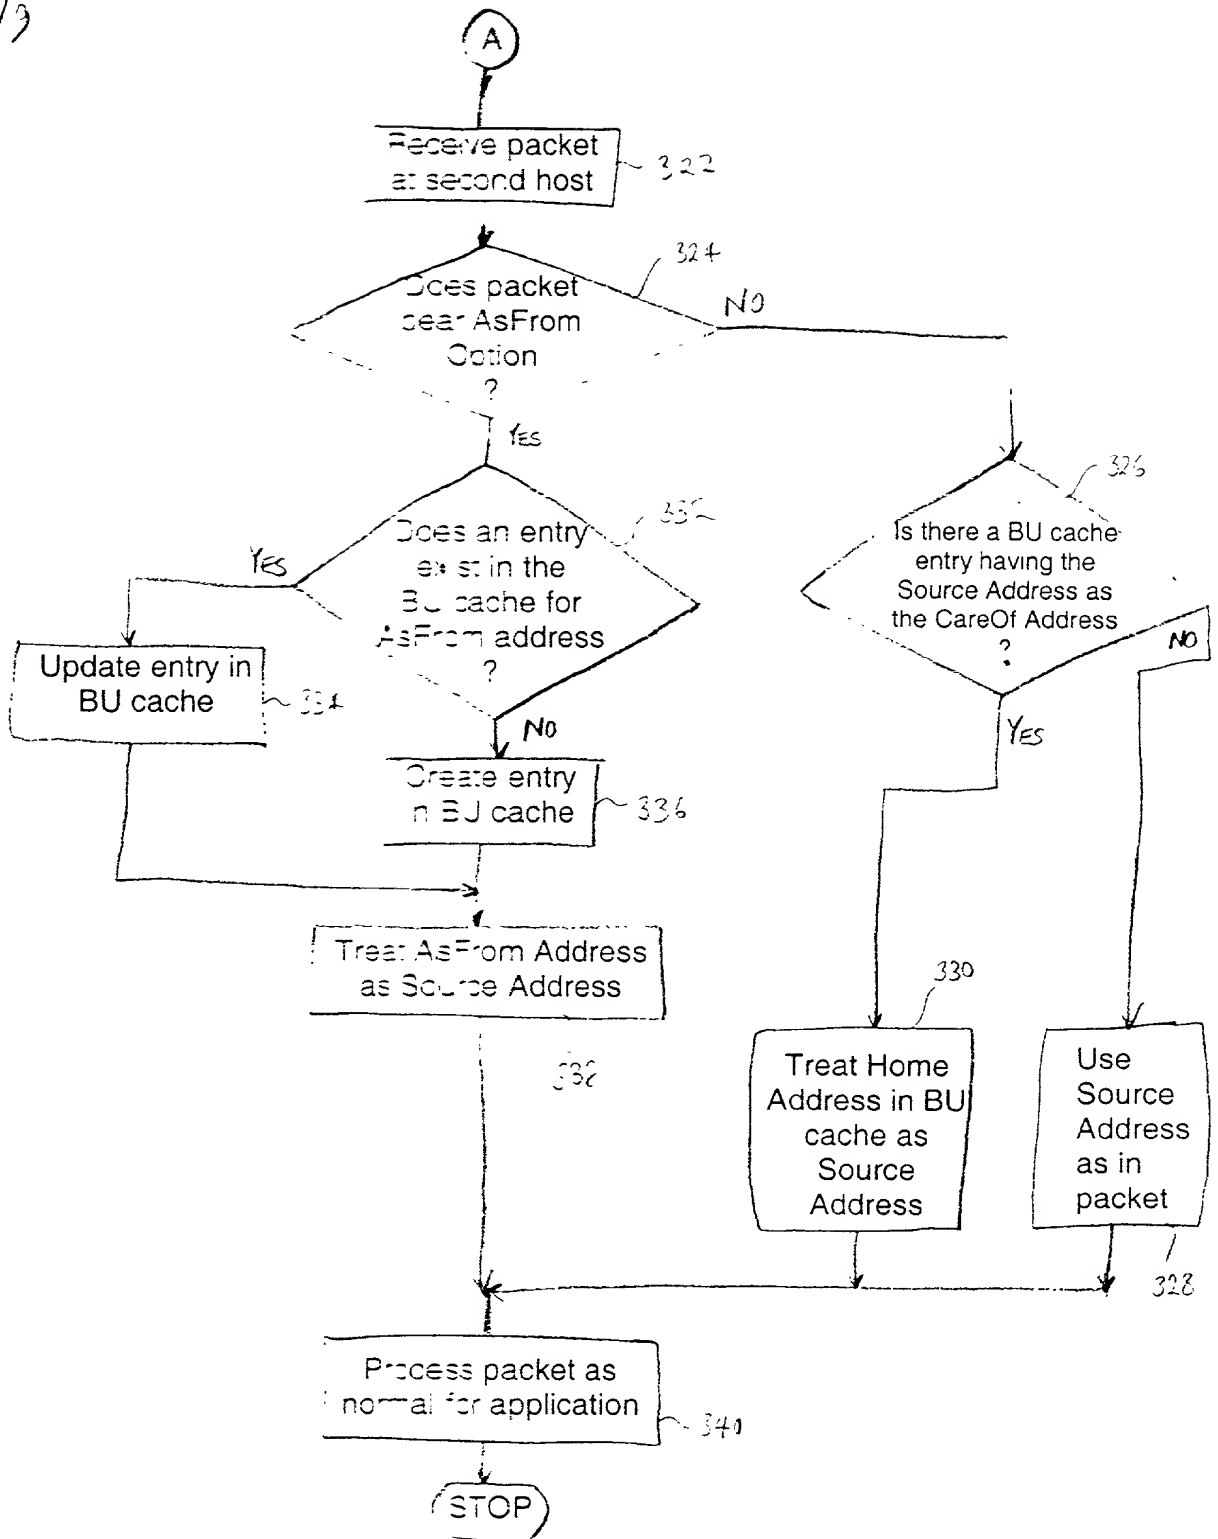 A
Receive packet
at second host
322
324
Does packet
bear AsFrom
Option
?
NO
YES
332
Does an entry
exist in the
BU cache for
AsFrom address
?
YES
NO
326
Is there a BU cache
entry having the
Source Address as
the CareOf Address
?
NO
YES
Update entry in
BU cache
334
Create entry
in BU cache
336
Treat AsFrom Address
as Source Address
338
330
Treat Home
Address in BU
cache as
Source
Address
Use
Source
Address
as in
packet
328
Process packet as
normal for application
340
STOP